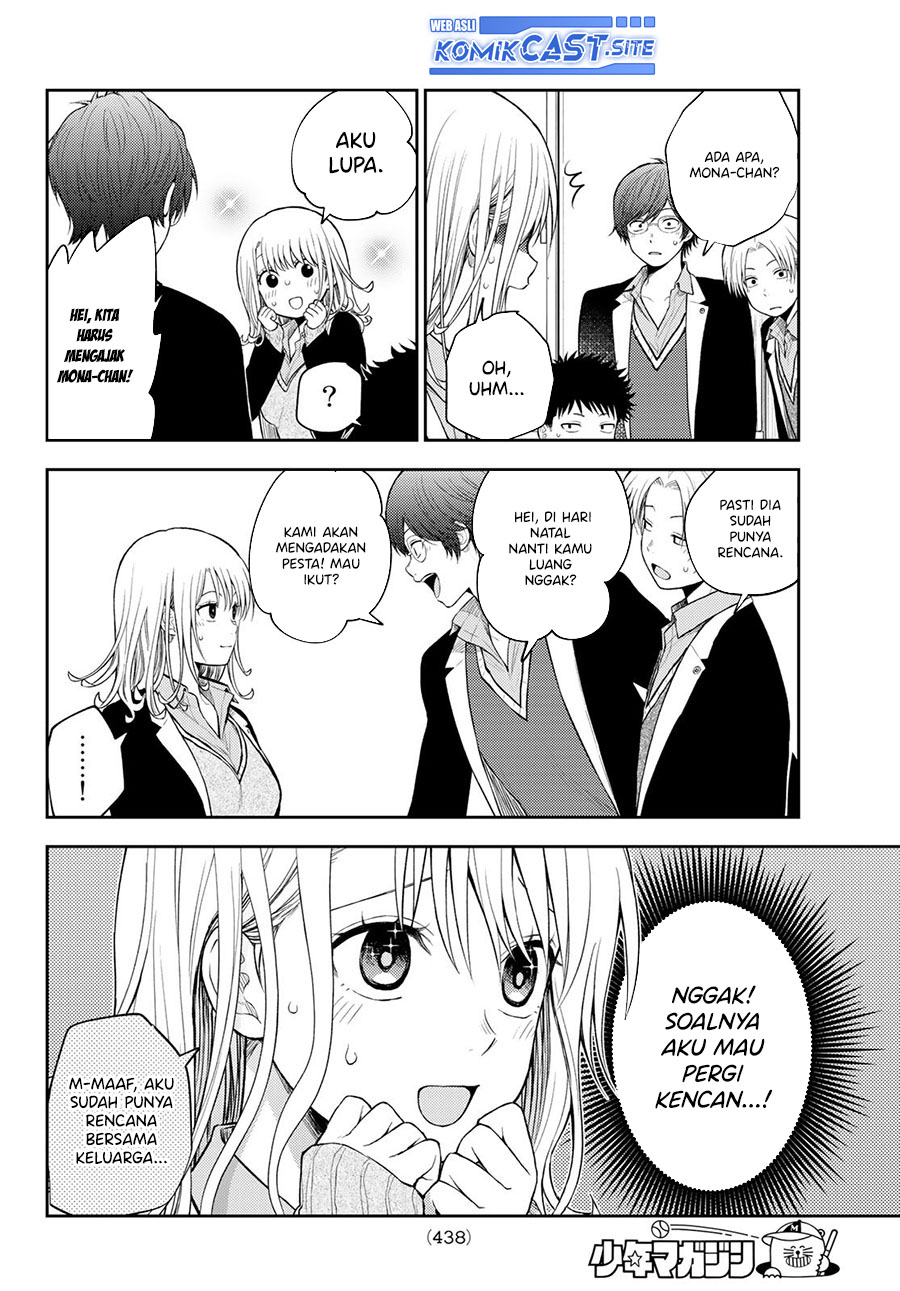 WEB ASLI
KOMIKCAST.SITE
ADA APA,
MONA-CHAN?
OH,
UHM...
AKU
LUPA.
?
HEI, KITA
HARUS
MENGAJAK
MONA-CHAN!
PASTI DIA
SUDAH
PUNYA
RENCANA.
HEI, DI HARI
NATAL
NANTI KAMU
LUANG
NGGAK?
KAMI AKAN
MENGADAKAN
PESTA! MAU
IKUT?
......!
NGGAK!
SOALNYA
AKU MAU
PERGI
KENCAN...!
M-MAAF, AKU
SUDAH PUNYA
RENCANA
BERSAMA
KELUARGA...
(438)
少年マガジン
M